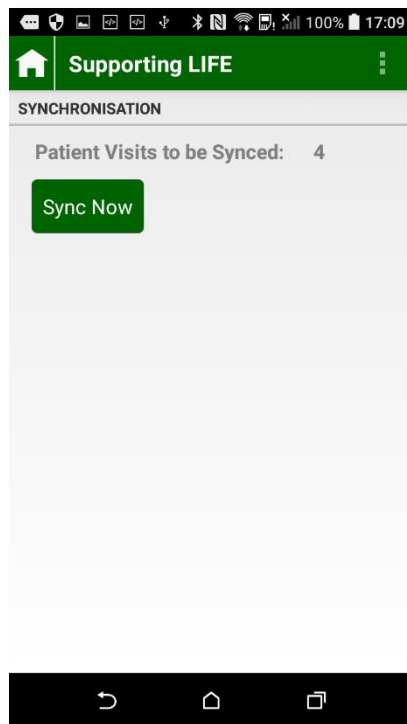 100% 17:09
Supporting LIFE
SYNCHRONISATION
Patient Visits to be Synced: 4
Sync Now